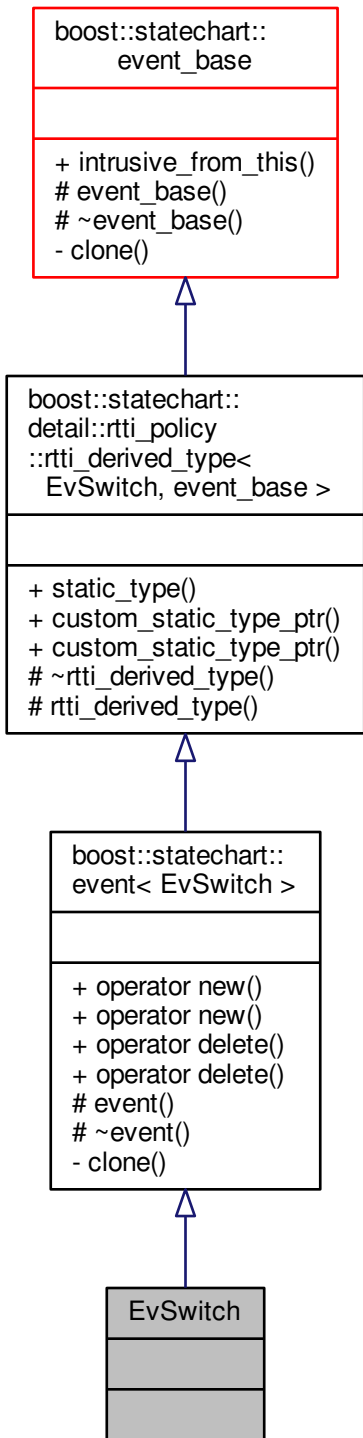 boost::statechart::
event_base
+ intrusive_from_this()
# event_base()
# ~event_base()
- clone()
boost::statechart::
detail::rtti_policy
::rtti_derived_type<
EvSwitch, event_base >
+ static_type()
+ custom_static_type_ptr()
+ custom_static_type_ptr()
# ~rtti_derived_type()
# rtti_derived_type()
boost::statechart::
event< EvSwitch >
+ operator new()
+ operator new()
+ operator delete()
+ operator delete()
# event()
# ~event()
- clone()
EvSwitch